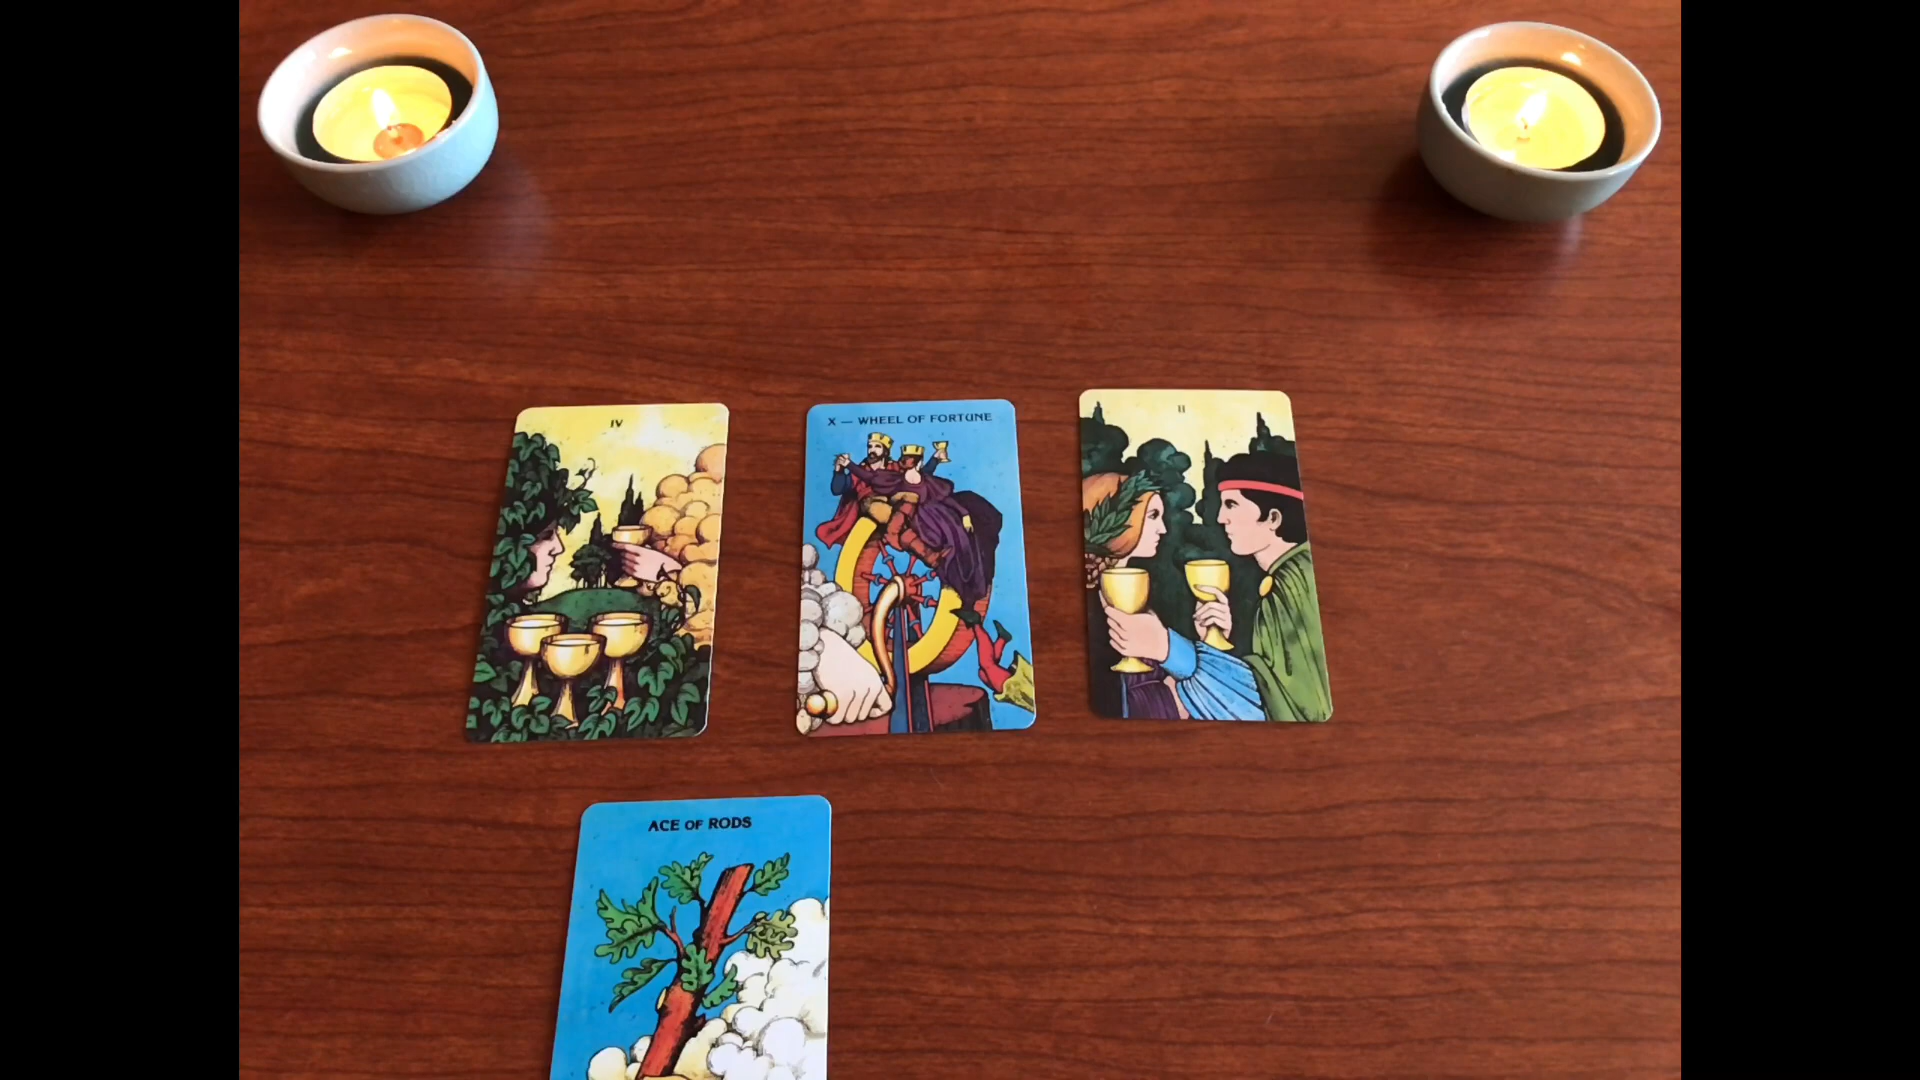 IV
X — WHEEL OF FORTUNE
II
ACE OF RODS